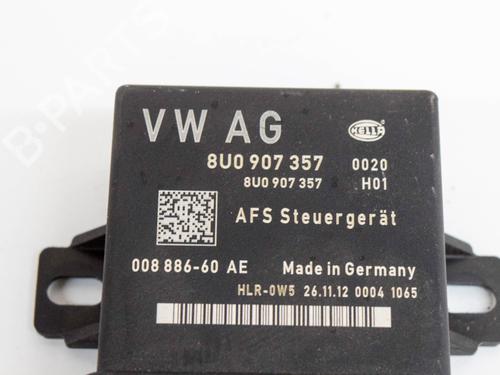 VW AG
HELLA
8U0 907 357 0020
8U0 907 357 H01
AFS Steuergerät
008 886-60 AE Made in Germany
HLR-0W5 26.11.12 0004 1065
B-PARTS